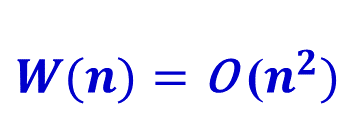 W(n) = O(n²)